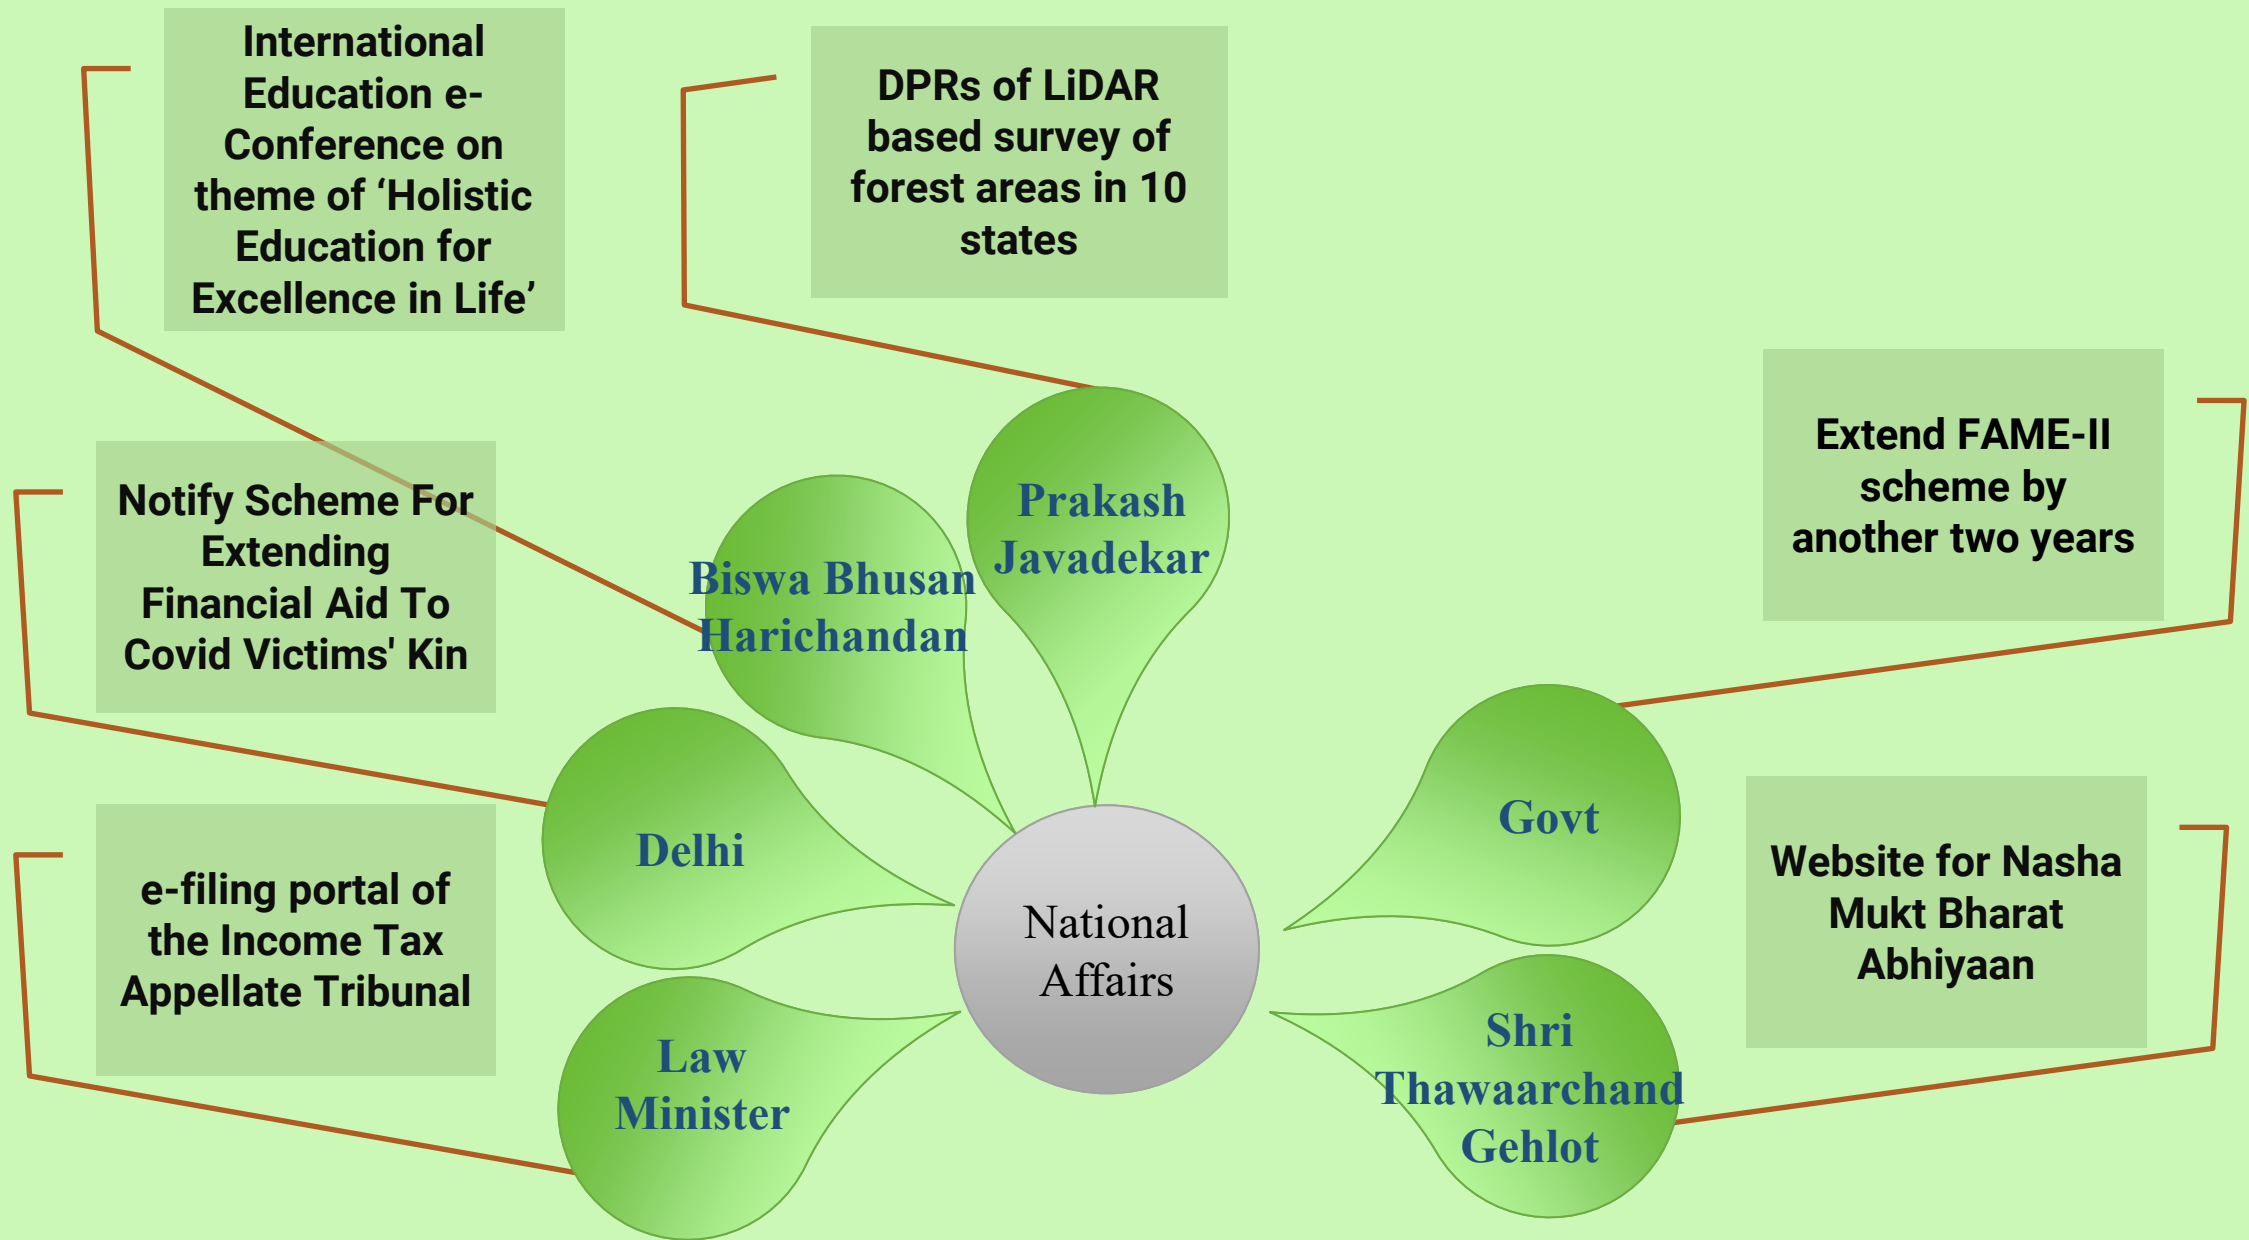 International
Education e-
Conference on
theme of ‘Holistic
Education for
Excellence in Life’
DPRs of LiDAR
based survey of
forest areas in 10
states
Extend FAME-II
scheme by
another two years
Notify Scheme For
Extending
Financial Aid To
Covid Victims' Kin
Prakash
Javadekar
Biswa Bhusan
Harichandan
Govt
Delhi
Website for Nasha
Mukt Bharat
Abhiyaan
e-filing portal of
the Income Tax
Appellate Tribunal
National
Affairs
Shri
Thawaarchand
Gehlot
Law
Minister